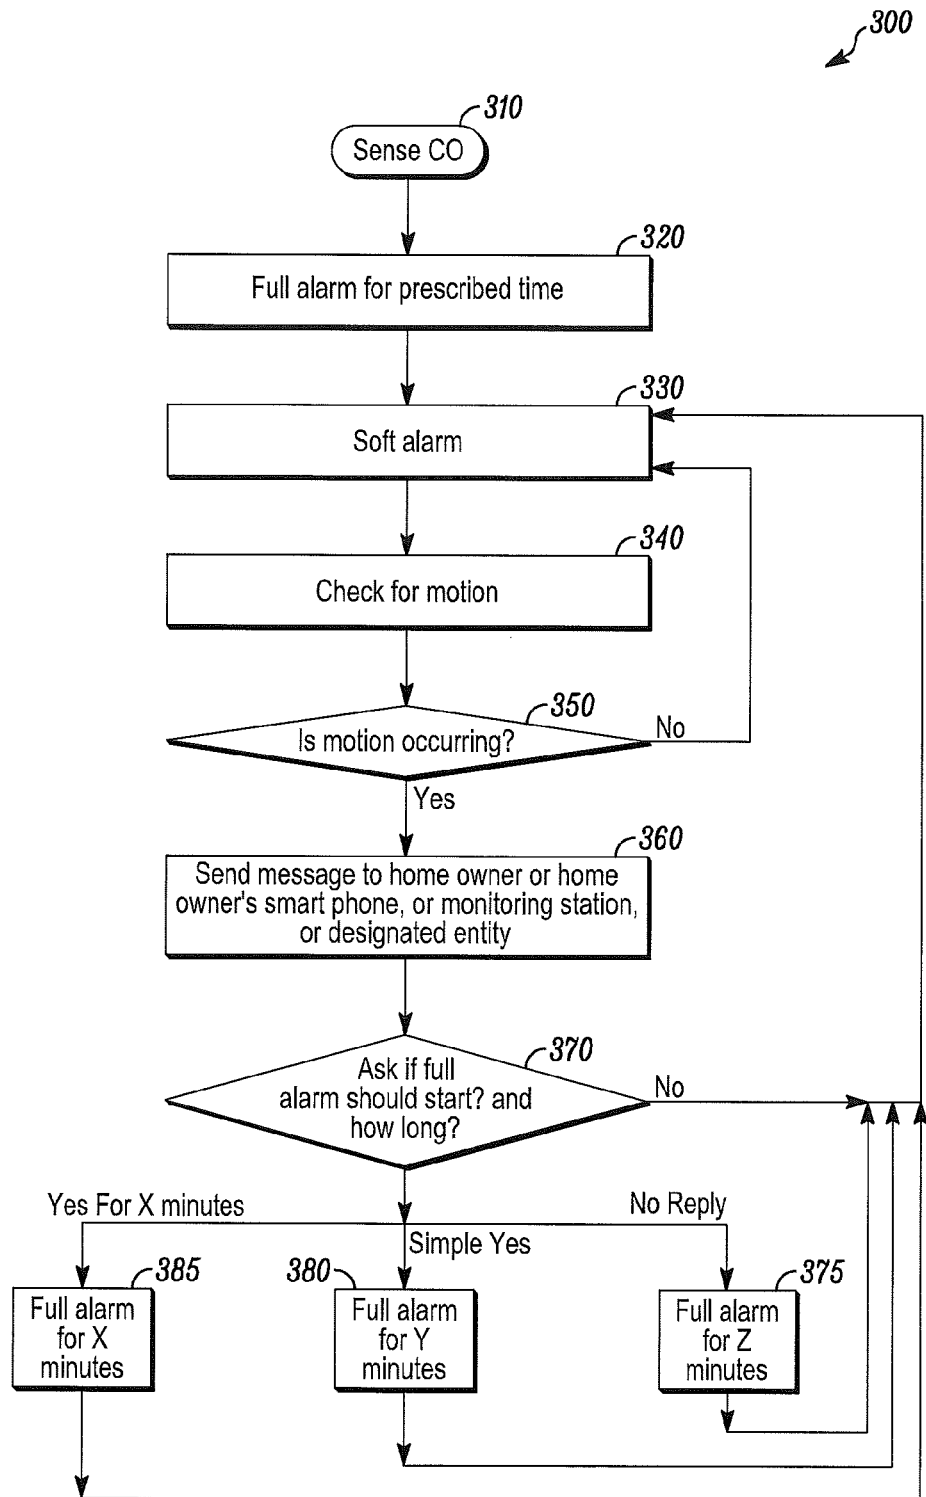 300
310
Sense CO
320
Full alarm for prescribed time
330
Soft alarm
340
Check for motion
350
Is motion occurring?
No
Yes
360
Send message to home owner or home
owner's smart phone, or monitoring station,
or designated entity
370
Ask if full
alarm should start? and
how long?
No
Yes For X minutes
Simple Yes
No Reply
385
Full alarm
for X
minutes
380
Full alarm
for Y
minutes
375
Full alarm
for Z
minutes